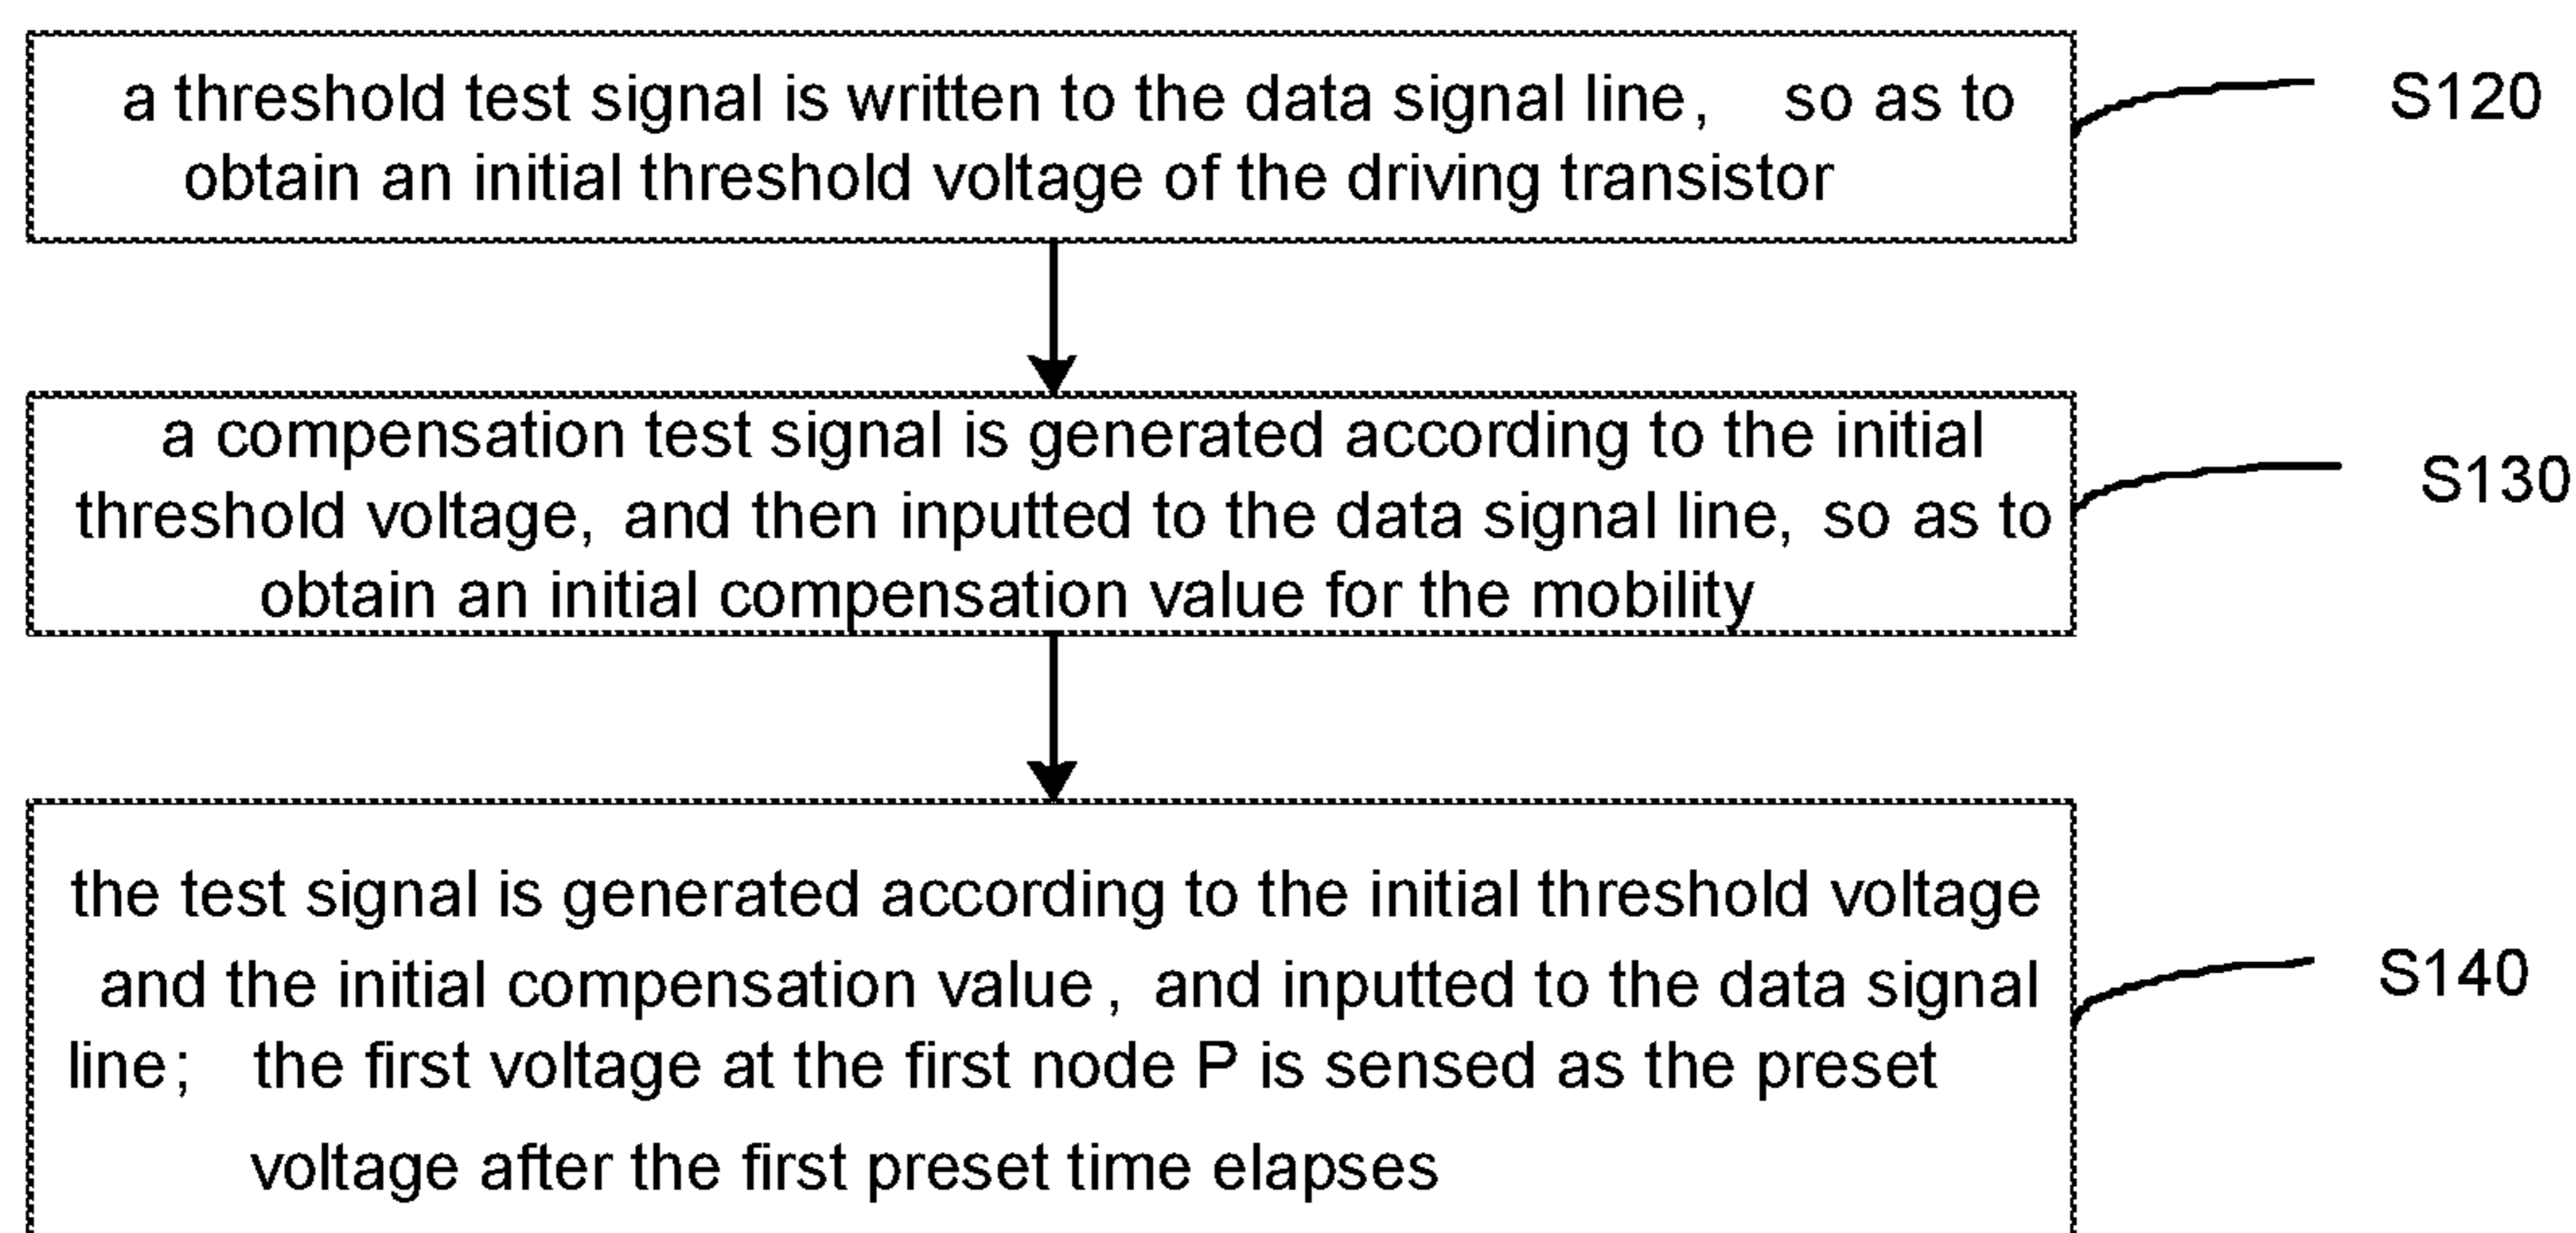 a threshold test signal is written to the data signal line, so as to
obtain an initial threshold voltage of the driving transistor
S120
a compensation test signal is generated according to the initial
threshold voltage, and then inputted to the data signal line, so as to
obtain an initial compensation value for the mobility
S130
the test signal is generated according to the initial threshold voltage
and the initial compensation value, and inputted to the data signal
line; the first voltage at the first node P is sensed as the preset
voltage after the first preset time elapses
S140